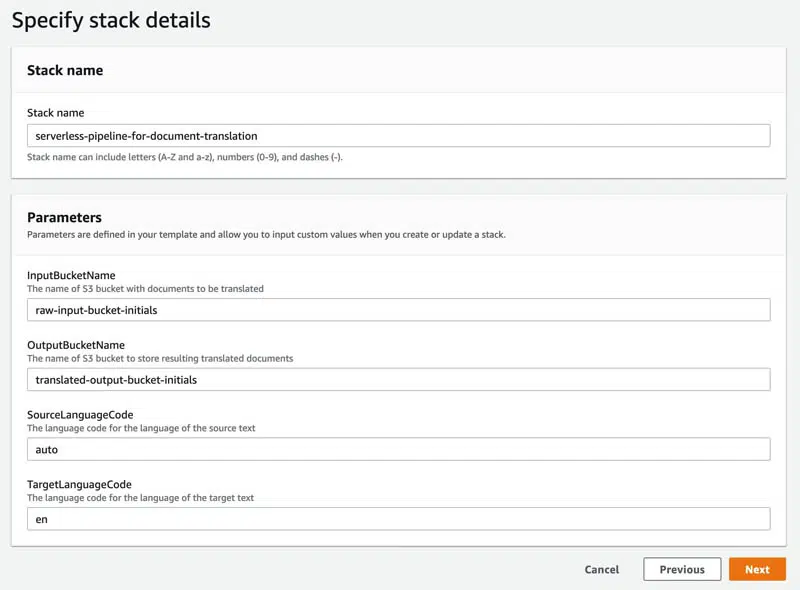 Specify stack details
Stack name
Stack name
serverless-pipeline-for-document-translation
Stack name can include letters (A-Z and a-z), numbers (0-9), and dashes (-).
Parameters
Parameters are defined in your template and allow you to input custom values when you create or update a stack.
InputBucketName
The name of S3 bucket with documents to be translated
raw-input-bucket-initials
OutputBucketName
The name of S3 bucket to store resulting translated documents
translated-output-bucket-initials
SourceLanguageCode
The language code for the language of the source text
auto
TargetLanguageCode
The language code for the language of the target text
en
Cancel Previous Next